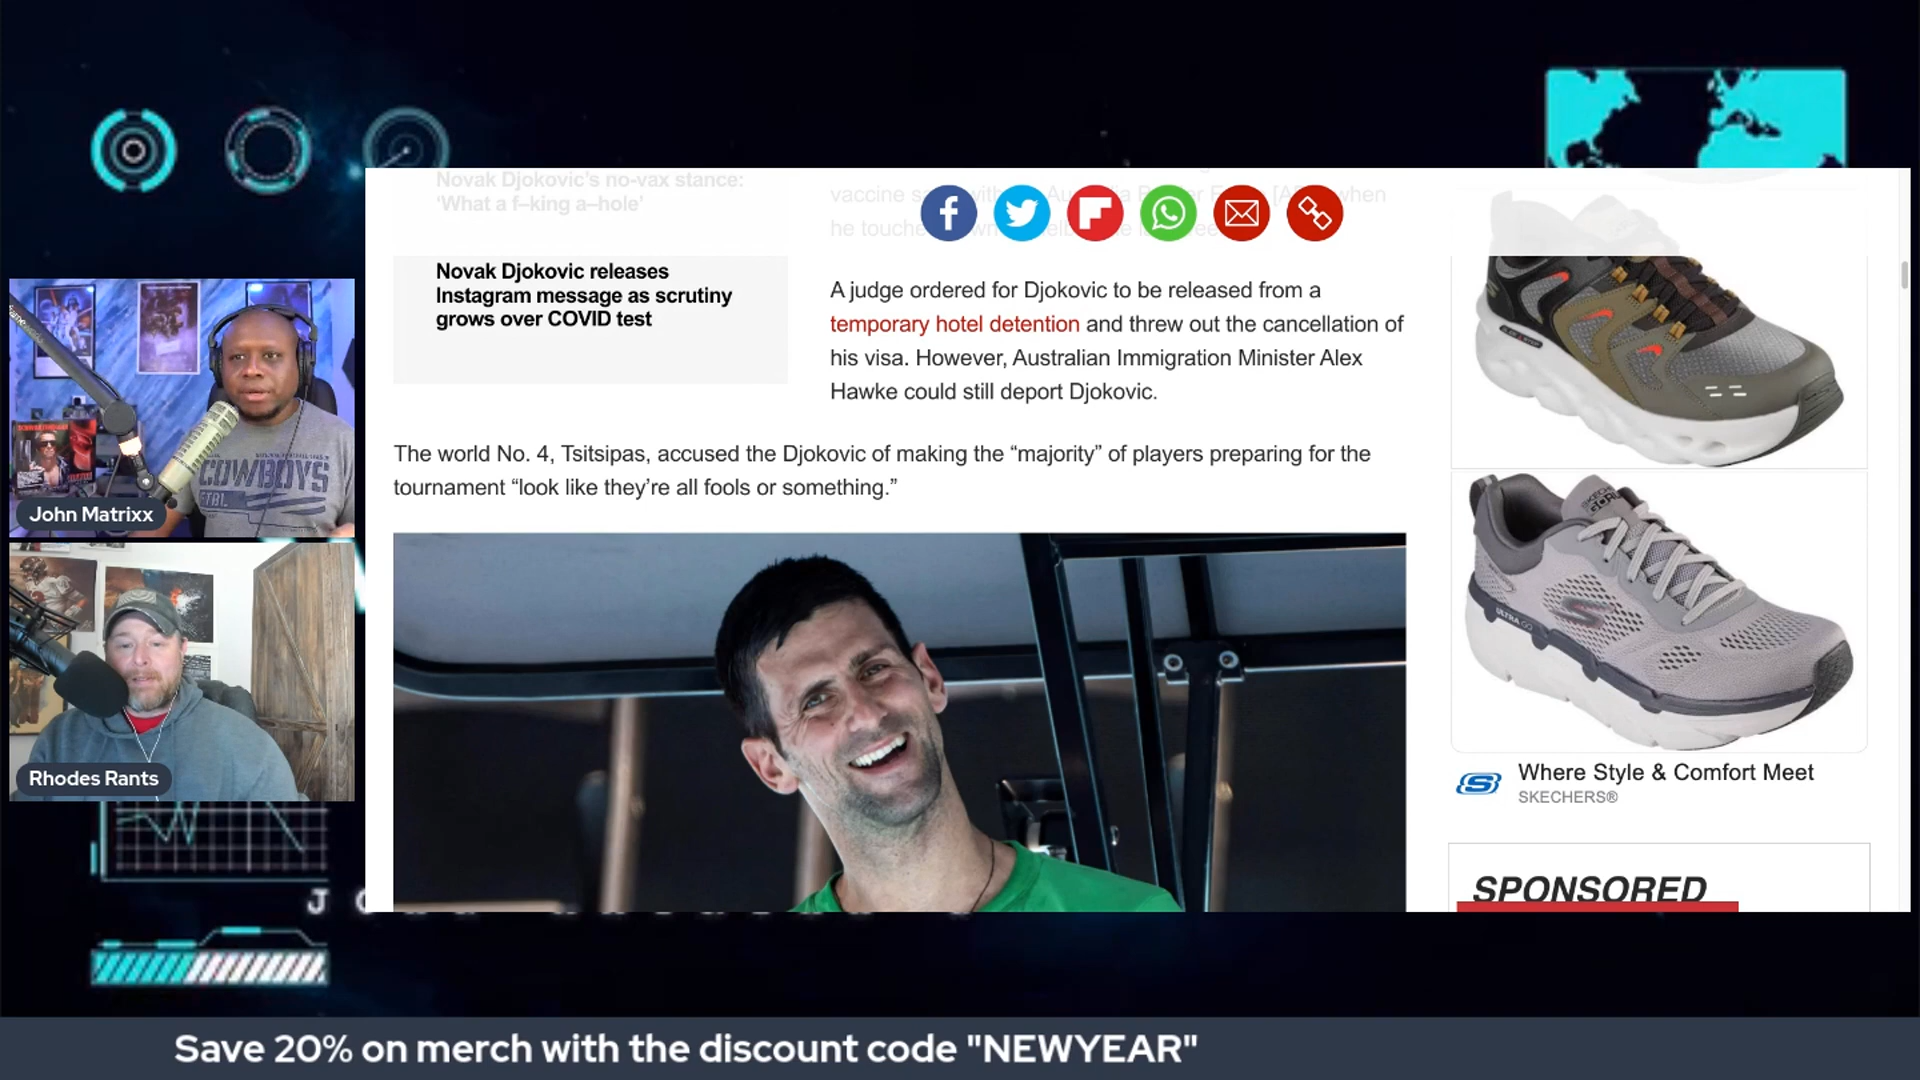 Novak Djokovic's no-vax stance:
'What a f–king a–hole'
Novak Djokovic releases
Instagram message as scrutiny
grows over COVID test
vaccine
when
he
A judge ordered for Djokovic to be released from a
temporary hotel detention and threw out the cancellation of
his visa. However, Australian Immigration Minister Alex
Hawke could still deport Djokovic.
The world No. 4, Tsitsipas, accused the Djokovic of making the “majority” of players preparing for the
tournament “look like they’re all fools or something.”
COWBOYS
John Matrixx
Rhodes Rants
Where Style & Comfort Meet
SKECHERS®
SPONSORED
Save 20% on merch with the discount code "NEWYEAR"